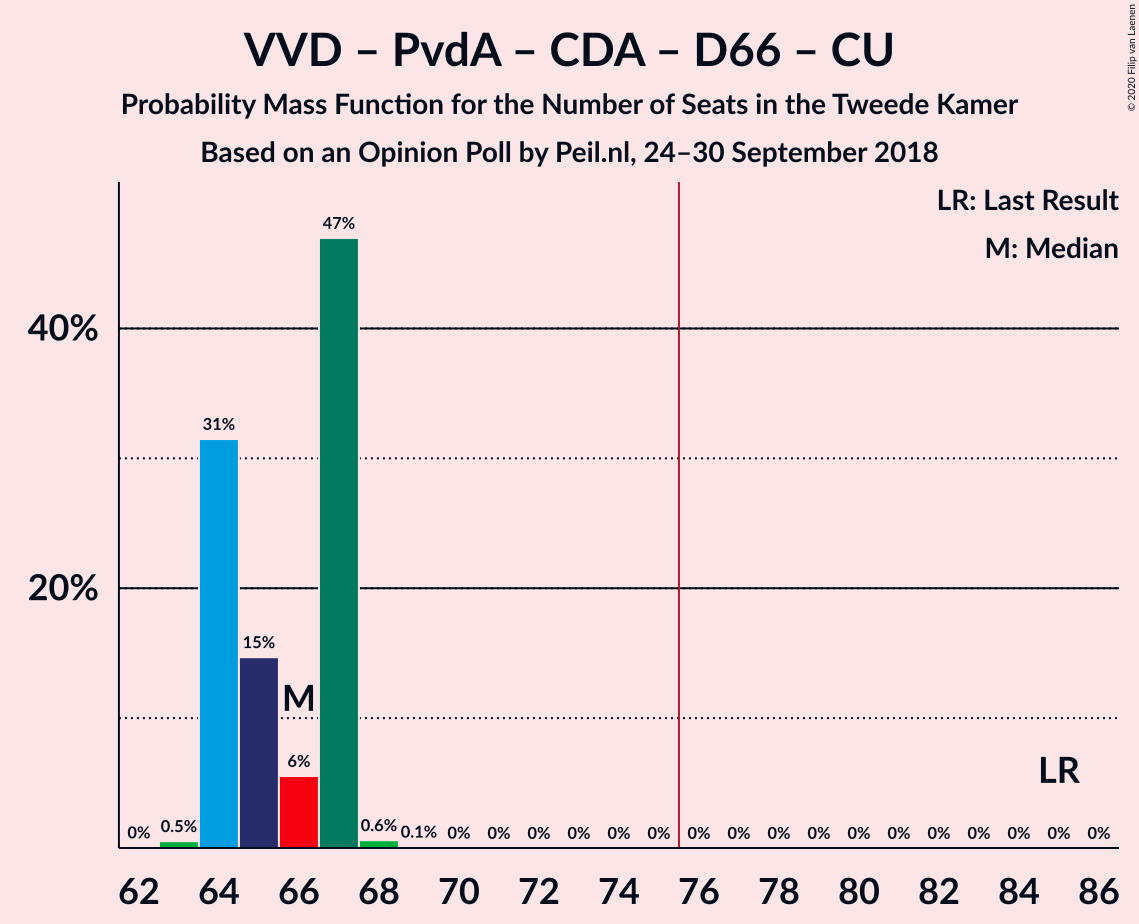 VVD – PvdA – CDA – D66 – CU
Probability Mass Function for the Number of Seats in the Tweede Kamer
Based on an Opinion Poll by Peil.nl, 24–30 September 2018
© 2020 Filip van Laenen
LR: Last Result
M: Median
47%
40%
31%
20%
15%
M
6%
LR
0% 0.5% 0.6% 0.1% 0% 0% 0% 0% 0% 0% 0% 0% 0% 0% 0% 0% 0% 0% 0% 0% 0%
62 64 66 68 70 72 74 76 78 80 82 84 86